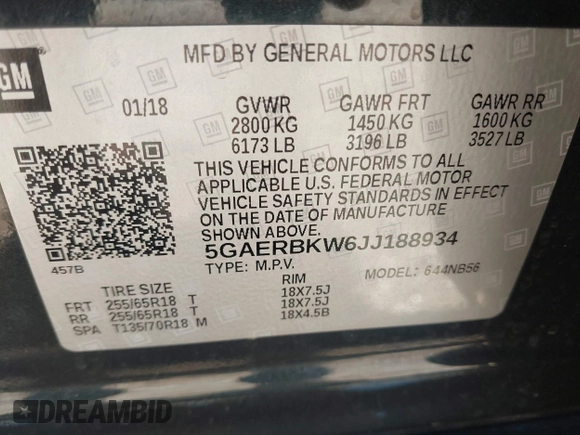 MFD BY GENERAL MOTORS LLC
GM
01/18 GVWR GAWR FRT GAWR RR
2800 KG 1450 KG 1600 KG
6173 LB 3196 LB 3527 LB
THIS VEHICLE CONFORMS TO ALL
APPLICABLE U.S. FEDERAL MOTOR
VEHICLE SAFETY STANDARDS IN EFFECT
ON THE DATE OF MANUFACTURE
SHOWN ABOVE.
5GAERBKW6JJ188934
457B TYPE: M.P.V. MODEL: 644NB56
TIRE SIZE RIM
FRT 255/65R18 T 18X7.5J
RR 255/65R18 T 18X7.5J
SPA T135/70R18 M 18X4.5B
DREAMBID